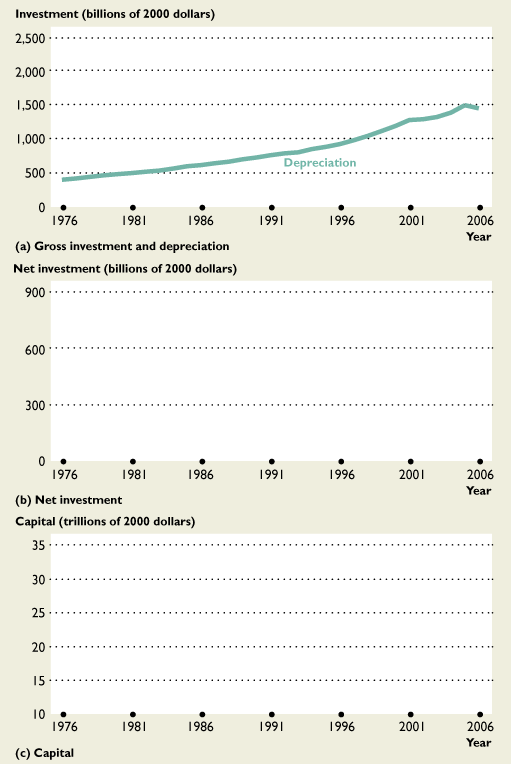 Investment (billions of 2000 dollars)
2,500
2,000
1,500
1,000
500
0
Depreciation
1976 1981 1986 1991 1996 2001 2006
Year
(a) Gross investment and depreciation
Net investment (billions of 2000 dollars)
900
600
300
0
1976 1981 1986 1991 1996 2001 2006
Year
(b) Net investment
Capital (trillions of 2000 dollars)
35
30
25
20
15
10
1976 1981 1986 1991 1996 2001 2006
Year
(c) Capital